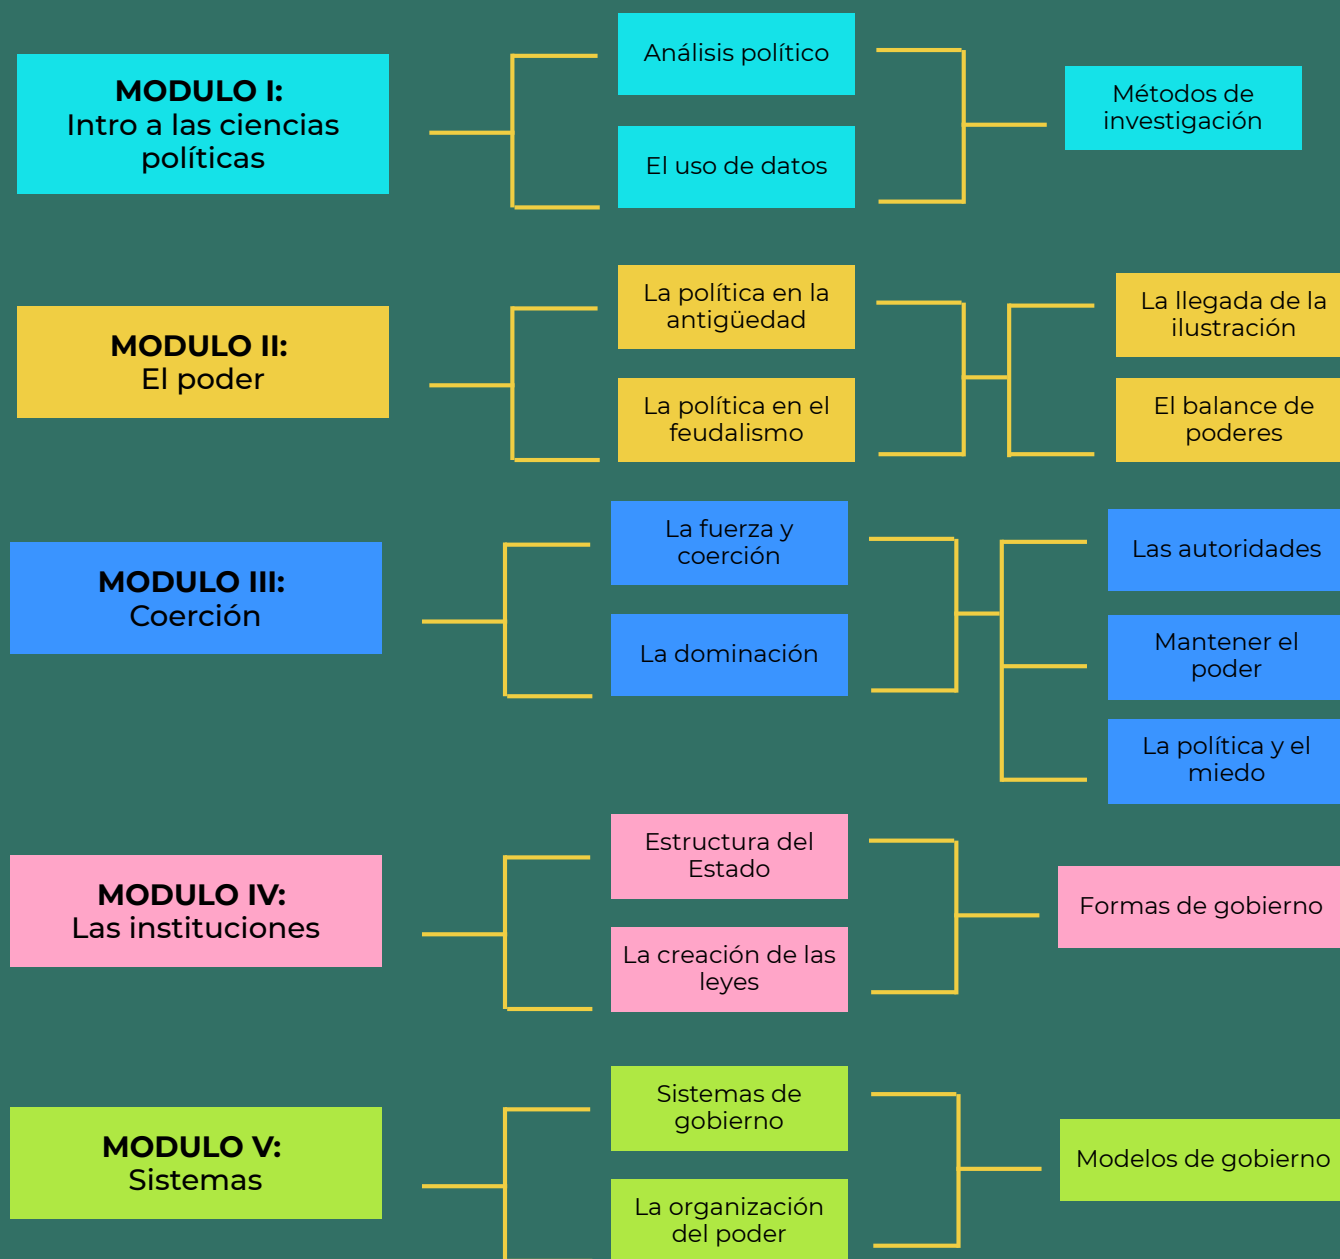 MODULO I:
Intro a las ciencias
políticas
Análisis político
El uso de datos
Métodos de
investigación
MODULO II:
El poder
La política en la
antigüedad
La política en el
feudalismo
La llegada de la
ilustración
El balance de
poderes
MODULO III:
Coerción
La fuerza y
coerción
La dominación
Las autoridades
Mantener el
poder
La política y el
miedo
MODULO IV:
Las instituciones
Estructura del
Estado
La creación de las
leyes
Formas de gobierno
MODULO V:
Sistemas
Sistemas de
gobierno
La organización
del poder
Modelos de gobierno